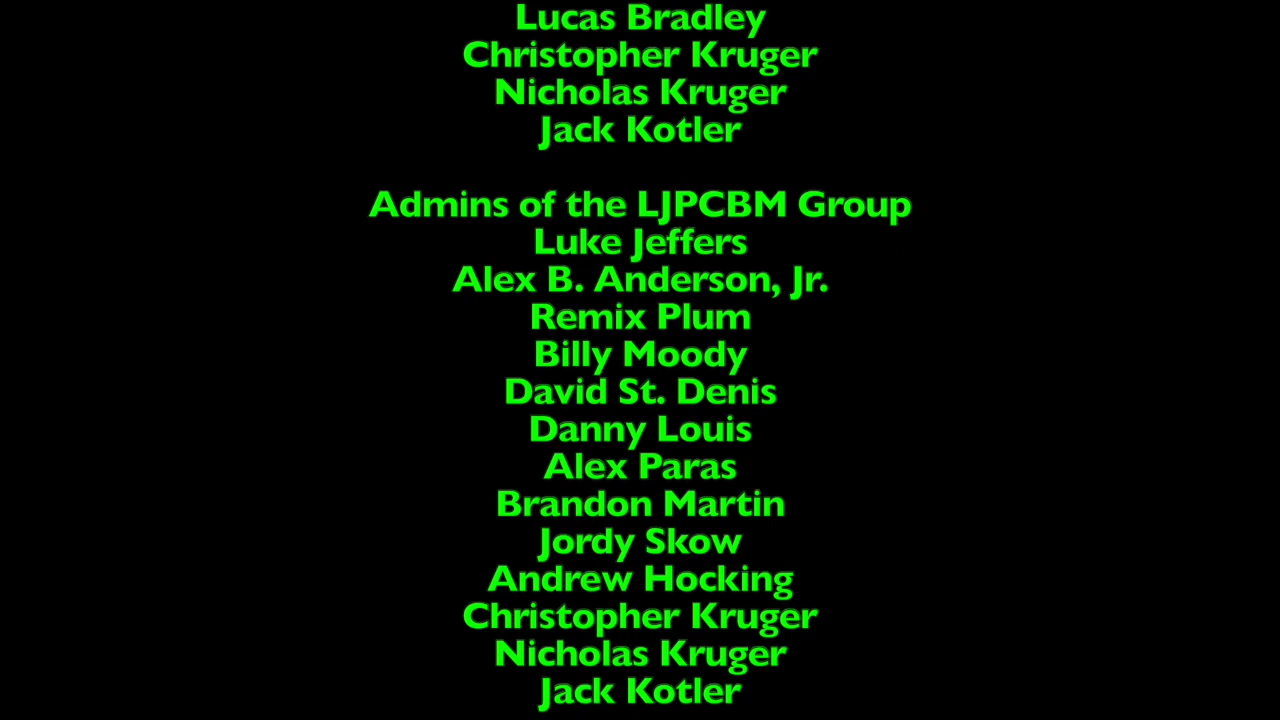 Lucas Bradley
Christopher Kruger
Nicholas Kruger
Jack Kotler
Admins of the LJPCBM Group
Luke Jeffers
Alex B. Anderson, Jr.
Remix Plum
Billy Moody
David St. Denis
Danny Louis
Alex Paras
Brandon Martin
Jordy Skow
Andrew Hocking
Christopher Kruger
Nicholas Kruger
Jack Kotler